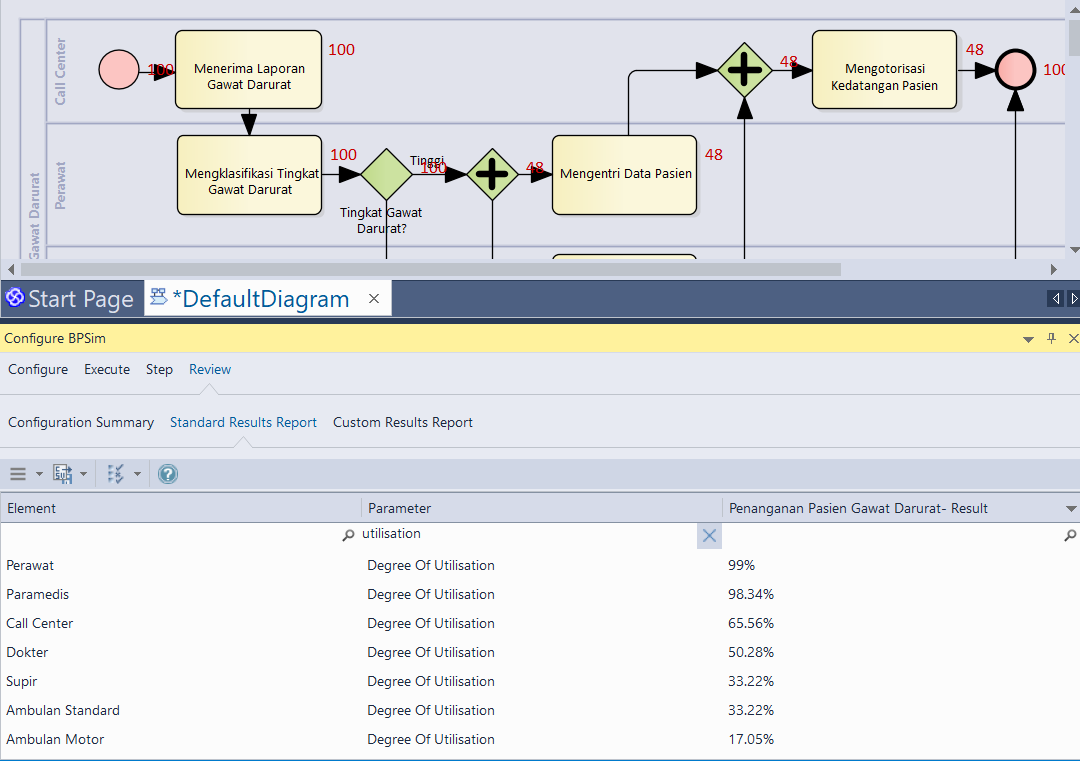 Call Center
100
Menerima Laporan
Gawat Darurat
100
48
Mengotorisasi
Kedatangan Pasien
48
100
Gawat Darurat
Perawat
Mengklasifikasi Tingkat
Gawat Darurat
100
Tinggi
100
Tingkat Gawat
Darurat?
48
Mengentri Data Pasien
48
Start Page
*DefaultDiagram
Configure BPSim
Configure Execute Step Review
Configuration Summary Standard Results Report Custom Results Report
Element Parameter Penanganan Pasien Gawat Darurat- Result
utilisation
Perawat Degree Of Utilisation 99%
Paramedis Degree Of Utilisation 98.34%
Call Center Degree Of Utilisation 65.56%
Dokter Degree Of Utilisation 50.28%
Supir Degree Of Utilisation 33.22%
Ambulan Standard Degree Of Utilisation 33.22%
Ambulan Motor Degree Of Utilisation 17.05%